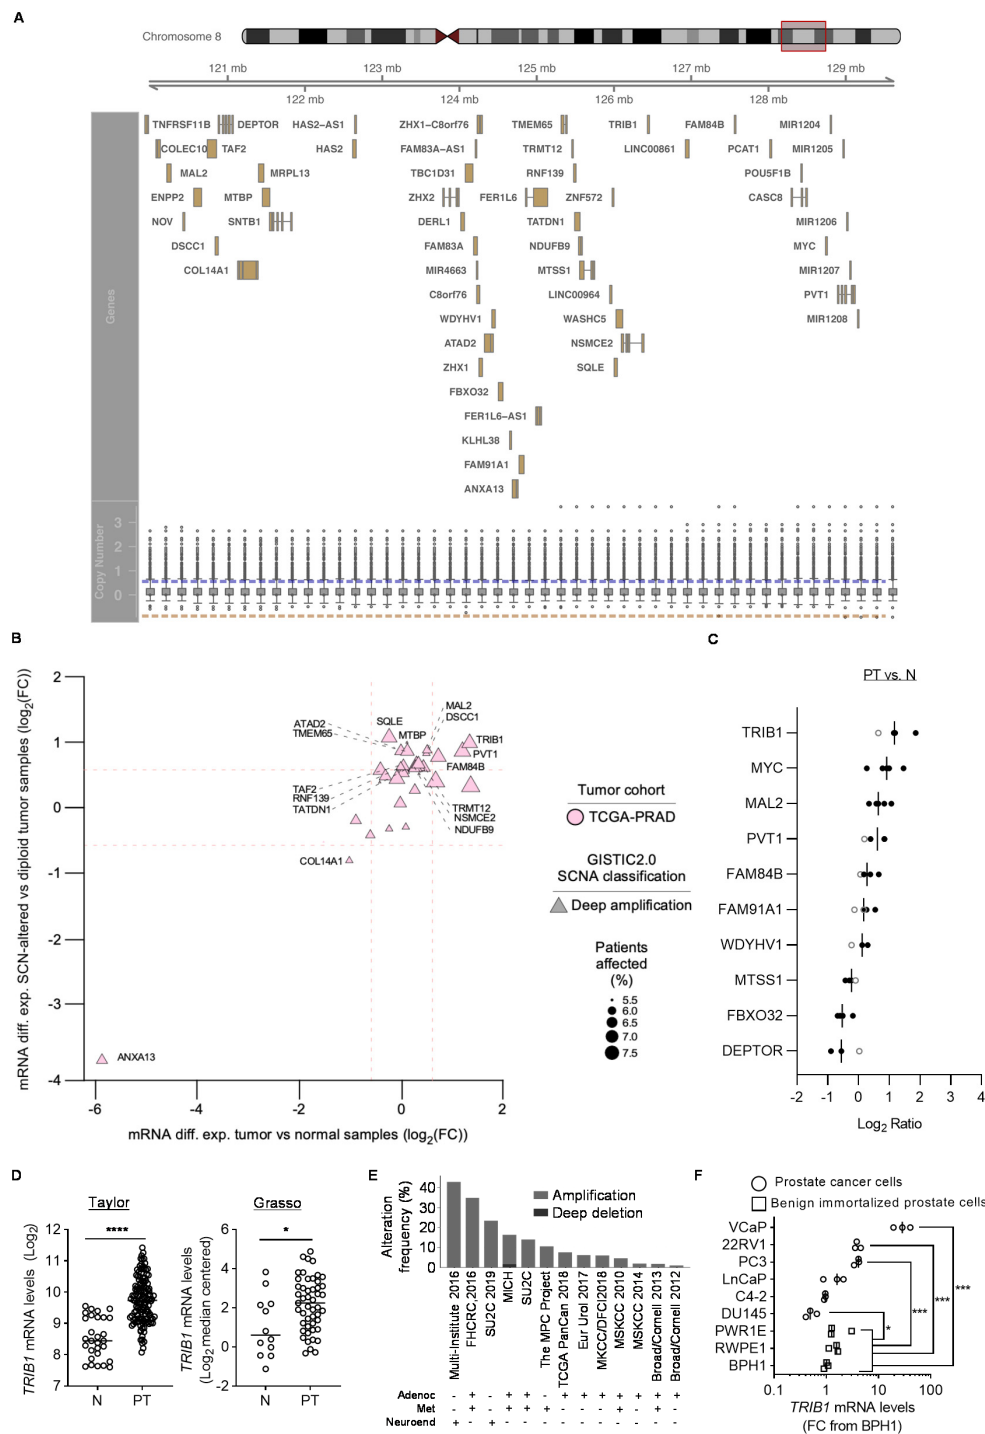 A
Chromosome 8
121 mb 123 mb 125 mb 127 mb 129 mb
122 mb 124 mb 126 mb 128 mb
Genes
TNFRSF11B DEPTOR HAS2−AS1 ZHX1−C8orf76 TMEM65 TRIB1 FAM84B MIR1204
COLEC10 TAF2 HAS2 FAM83A−AS1 TRMT12 LINC00861 PCAT1 MIR1205
MAL2 MRPL13 TBC1D31 RNF139 POU5F1B
ENPP2 MTBP ZHX2 FER1L6 ZNF572 CASC8
NOV SNTB1 DERL1 TATDN1 MIR1206
DSCC1 FAM83A NDUFB9 MYC
COL14A1 MIR4663 MTSS1 MIR1207
C8orf76 LINC00964 PVT1
WDYHV1 WASHC5 MIR1208
ATAD2 NSMCE2
ZHX1 SQLE
FBXO32
FER1L6−AS1
KLHL38
FAM91A1
ANXA13
Copy Number
3
2
1
0
B
mRNA diff. exp. SCN-altered vs diploid tumor samples (log2(FC))
2
1
0
-1
-2
-3
-4
-6 -4 -2 0 2
mRNA diff. exp. tumor vs normal samples (log2(FC))
MAL2
DSCC1
ATAD2
TMEM65
SQLE
MTBP
TRIB1
PVT1
FAM84B
TAF2
RNF139
TATDN1
TRMT12
NSMCE2
NDUFB9
COL14A1
ANXA13
Tumor cohort
TCGA-PRAD
GISTIC2.0
SCNA classification
Deep amplification
Patients
affected
(%)
5.5
6.0
6.5
7.0
7.5
C
PT vs. N
TRIB1
MYC
MAL2
PVT1
FAM84B
FAM91A1
WDYHV1
MTSS1
FBXO32
DEPTOR
-2 -1 0 1 2 3 4
Log2 Ratio
D
Taylor
TRIB1 mRNA levels (Log2)
12
11
10
9
8
7
****
N PT
Grasso
TRIB1 mRNA levels
(Log2 median centered)
6
4
2
0
-2
*
N PT
E
Alteration
frequency (%)
40
30
20
10
0
Amplification
Deep deletion
Multi-Institute 2016
FHCRC,2016
SU2C 2019
MICH
SU2C
The MPC Project
TCGA PanCan 2018
Eur Urol 2017
MKCC/DFCI2018
MSKCC 2010
MSKCC 2014
Broad/Cornell 2013
Broad/Cornell 2012
Adenoc - + - + + - + + + + + + +
Neuroend
F
Prostate cancer cells
Benign immortalized prostate cells
VCaP
22RV1
PC3
LnCaP
C4-2
DU145
PWR1E
RWPE1
BPH1
*
***
***
***
0.1 1 10 100
TRIB1 mRNA levels
(FC from BPH1)